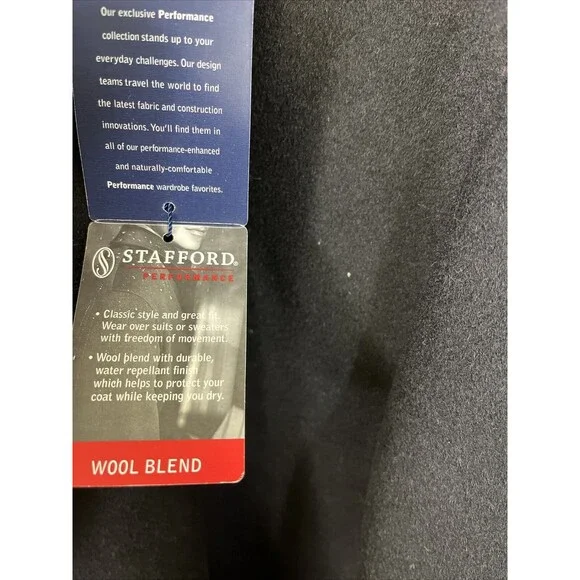 Our exclusive Performance
collection stands up to your
everyday challenges. Our design
teams travel the world to find
the latest fabric and construction
innovations. You'll find them in
all of our performance-enhanced
and naturally-comfortable
Performance wardrobe favorites.
S STAFFORD®
PERFORMANCE
• Classic style and great fit.
Wear over suits or sweaters
with freedom of movement.
• Wool blend with durable,
water repellant finish
which helps to protect your
coat while keeping you dry.
WOOL BLEND